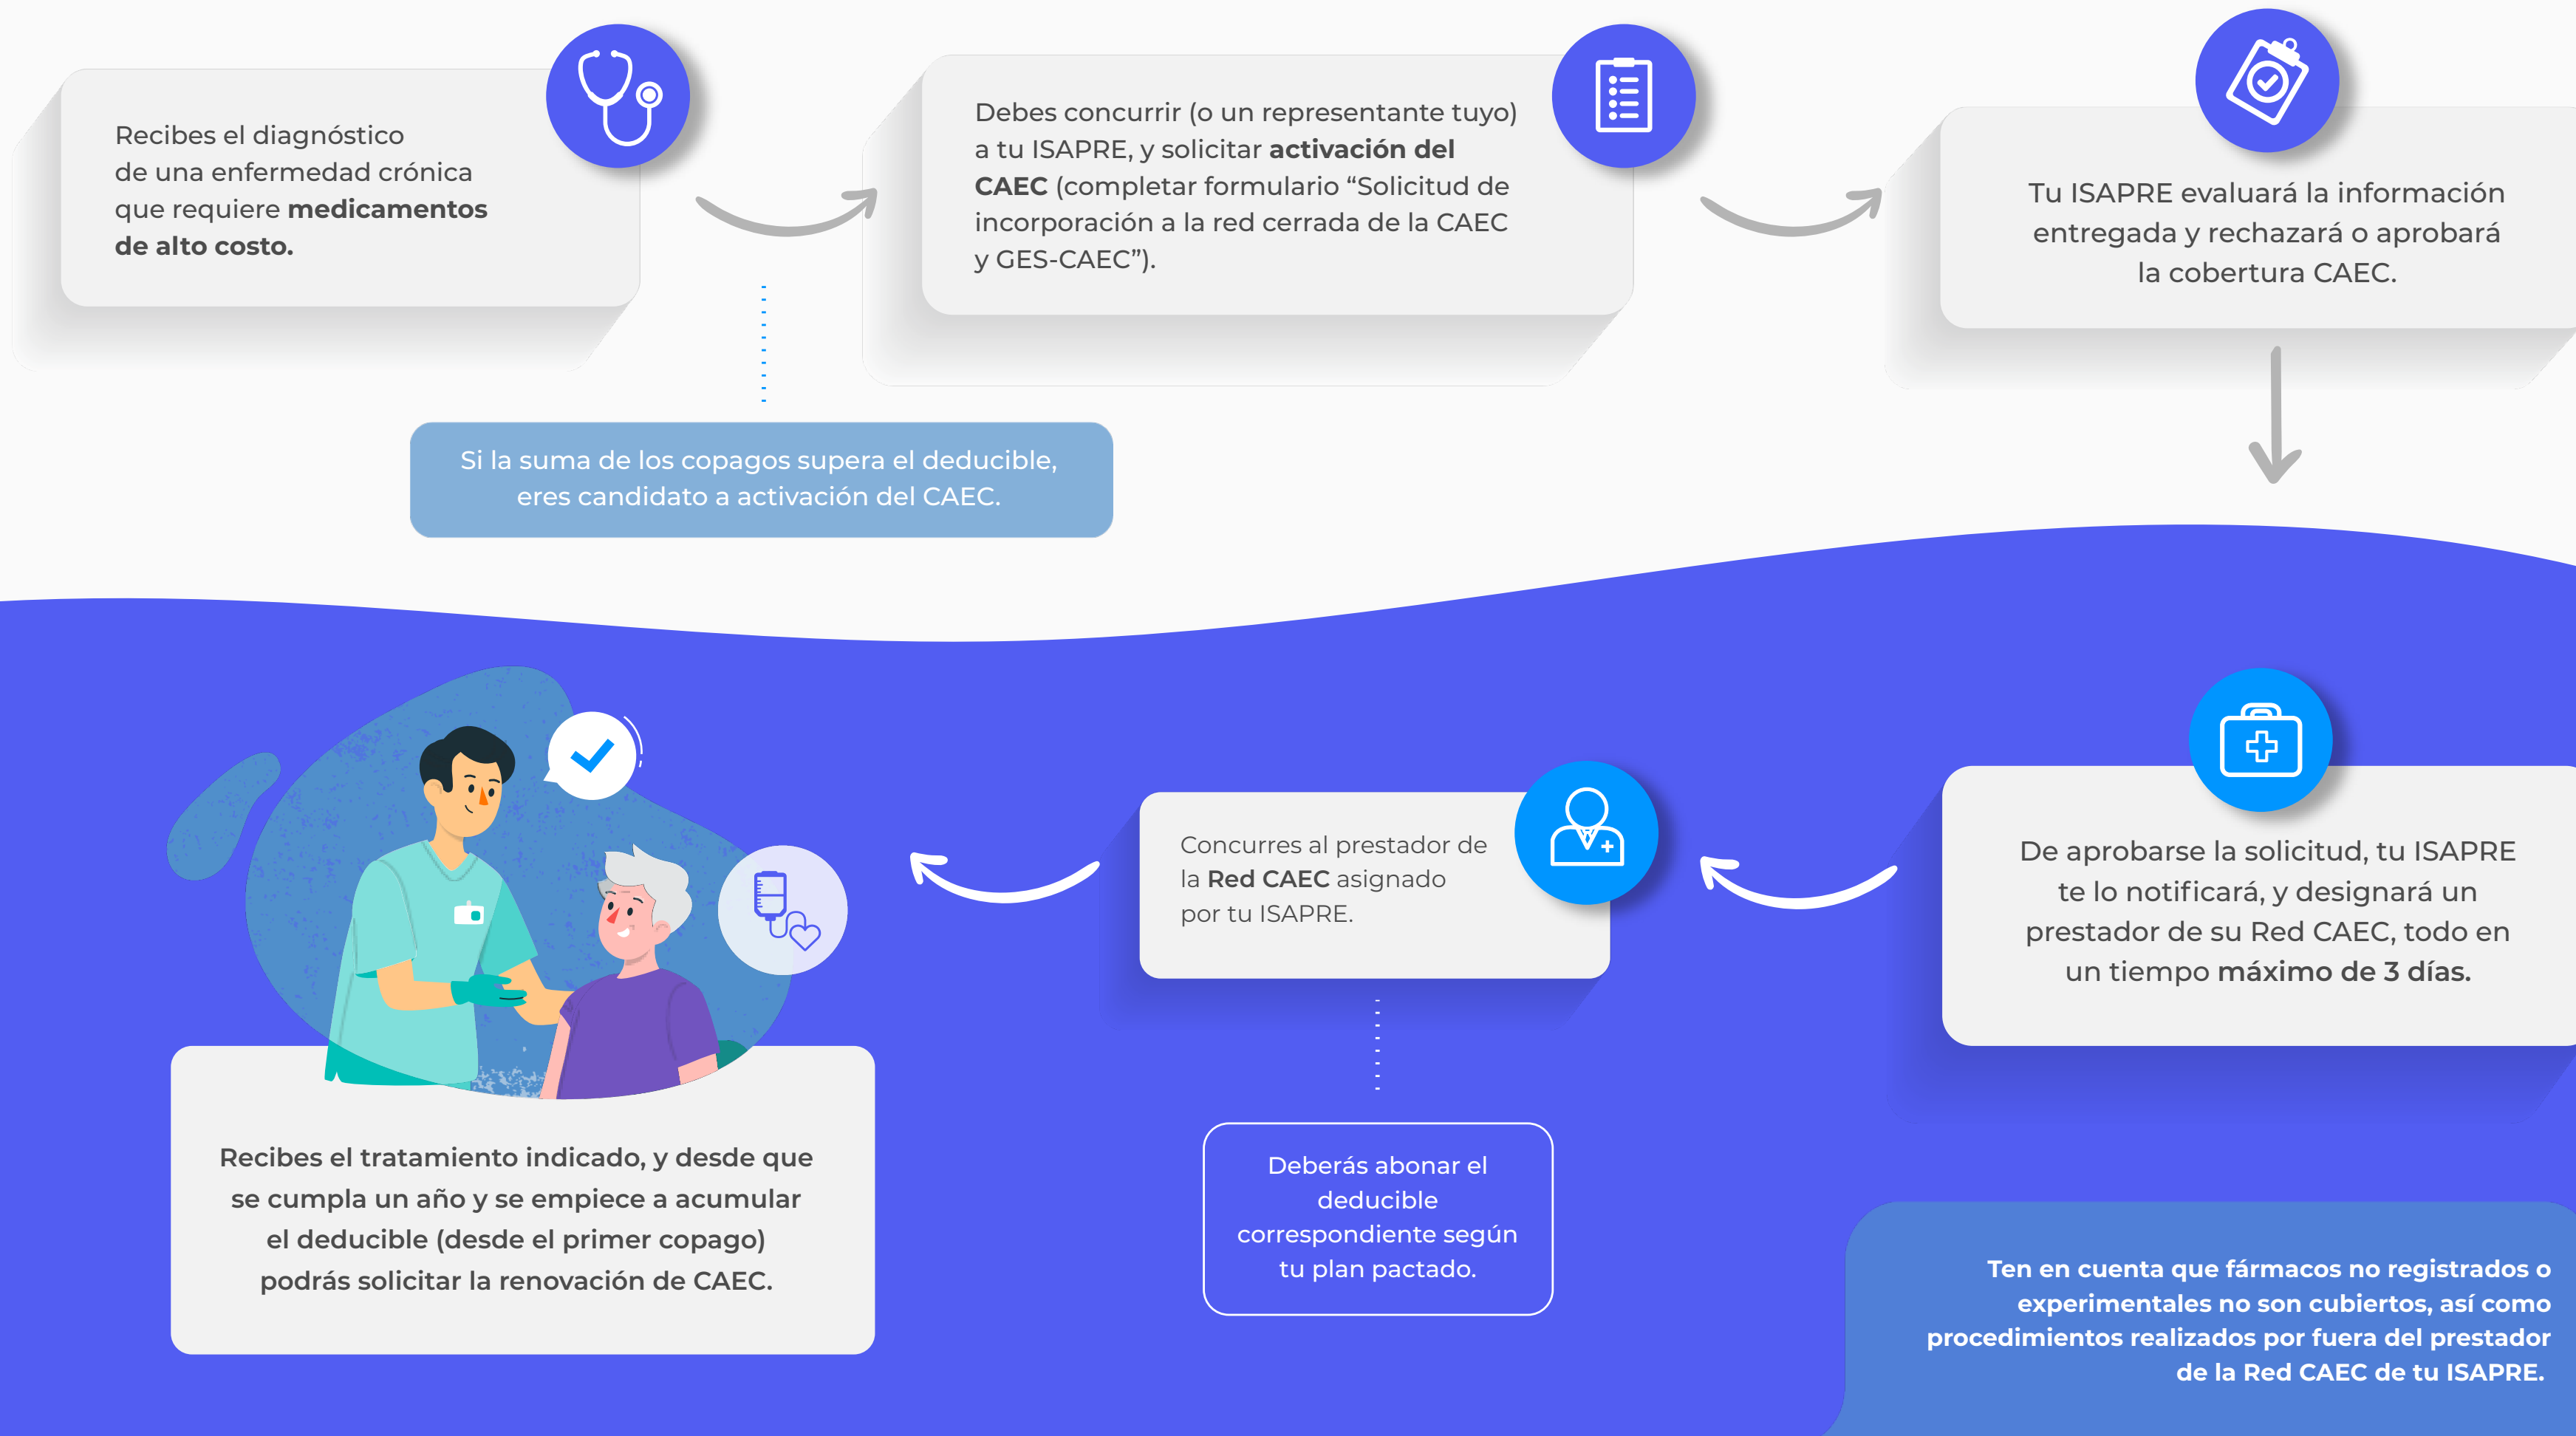 Recibes el diagnóstico
de una enfermedad crónica
que requiere medicamentos
de alto costo.
Si la suma de los copagos supera el deducible,
eres candidato a activación del CAEC.
Debes concurrir (o un representante tuyo)
a tu ISAPRE, y solicitar activación del
CAEC (completar formulario “Solicitud de
incorporación a la red cerrada de la CAEC
y GES-CAEC”).
Tu ISAPRE evaluará la información
entregada y rechazará o aprobará
la cobertura CAEC.
De aprobarse la solicitud, tu ISAPRE
te lo notificará, y designará un
prestador de su Red CAEC, todo en
un tiempo máximo de 3 días.
Concurres al prestador de
la Red CAEC asignado
por tu ISAPRE.
Deberás abonar el
deducible
correspondiente según
tu plan pactado.
Recibes el tratamiento indicado, y desde que
se cumpla un año y se empiece a acumular
el deducible (desde el primer copago)
podrás solicitar la renovación de CAEC.
Ten en cuenta que fármacos no registrados o
experimentales no son cubiertos, así como
procedimientos realizados por fuera del prestador
de la Red CAEC de tu ISAPRE.